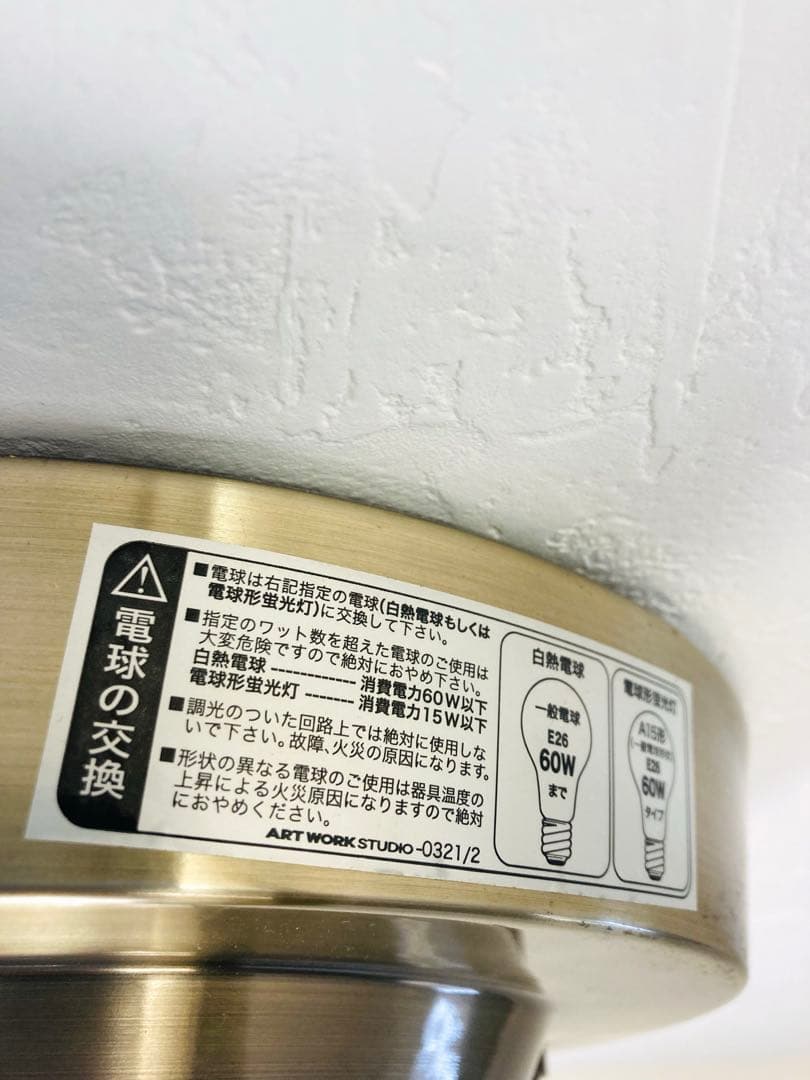 電球の交換
■電球は右記指定の電球(白熱電球もしくは
電球形蛍光灯)に交換して下さい。
■指定のワット数を超えた電球のご使用は
大変危険ですので絶対におやめ下さい。
白熱電球 ------------- 消費電力60W以下
電球形蛍光灯 ------- 消費電力15W以下
■調光のついた回路上では絶対に使用しな
いで下さい。故障、火災の原因になります。
■形状の異なる電球のご使用は器具温度の
上昇による火災原因になりますので絶対
におやめください。
ART WORK STUDIO-0321/2
白熱電球
一般電球
E26
60W
まで
電球形蛍光灯
A15形
(一般電球形状)
E26
60W
タイプ